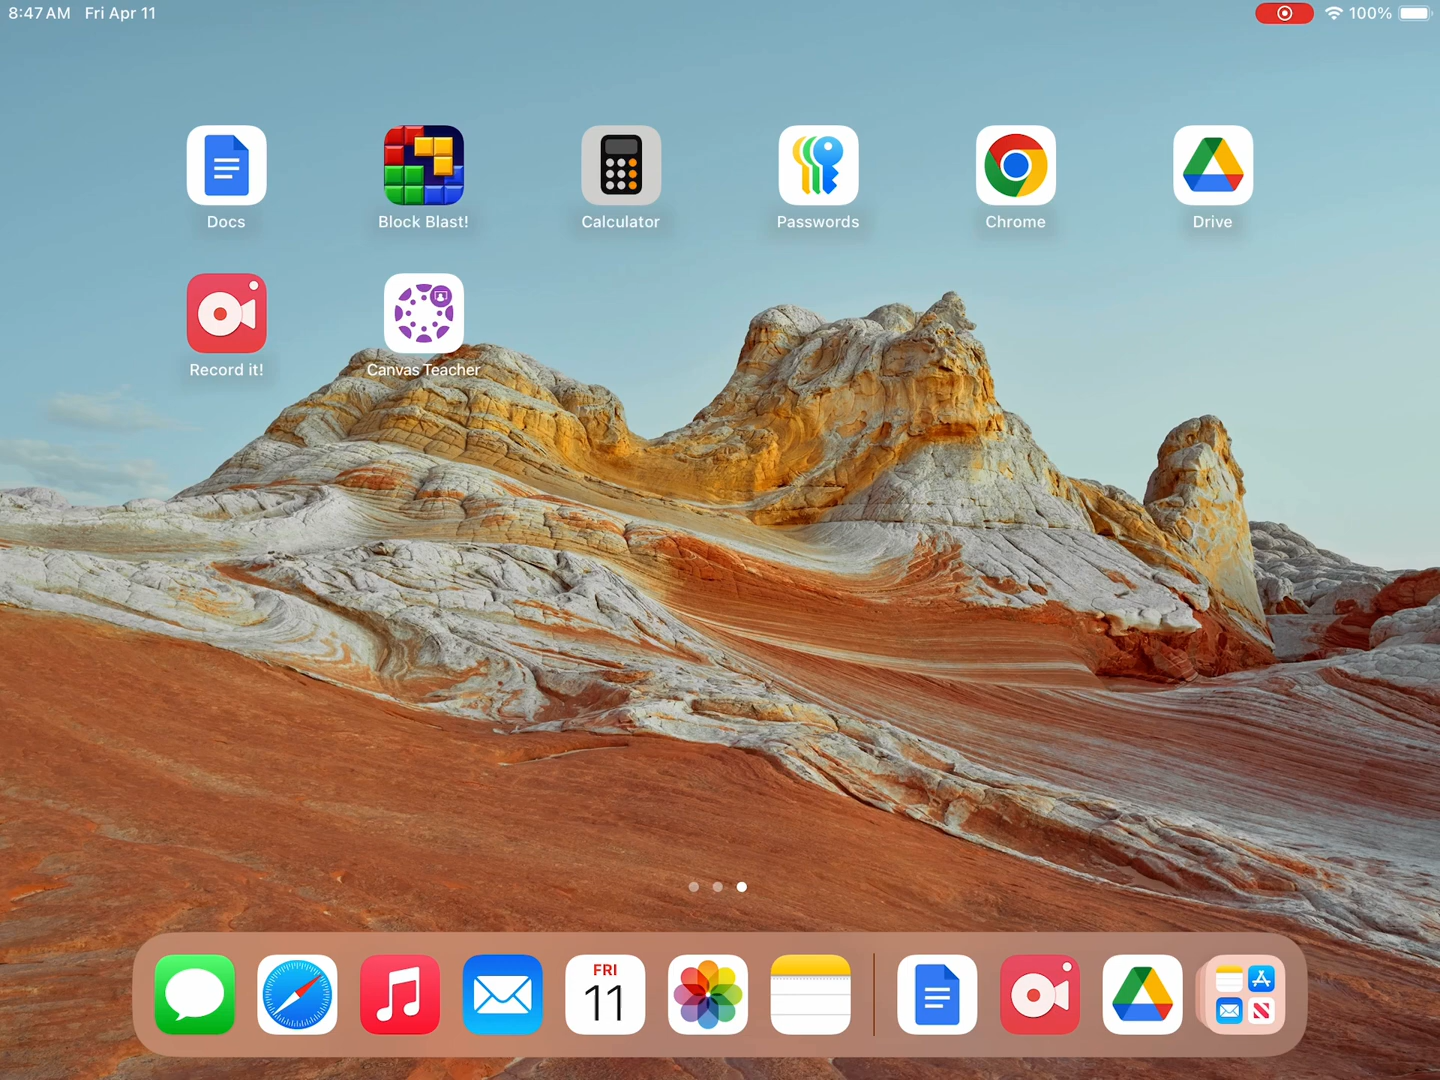 8:47 AM Fri Apr 11
100%
Docs
Block Blast!
Calculator
Passwords
Chrome
Drive
Record it!
Canvas Teacher
FRI
11